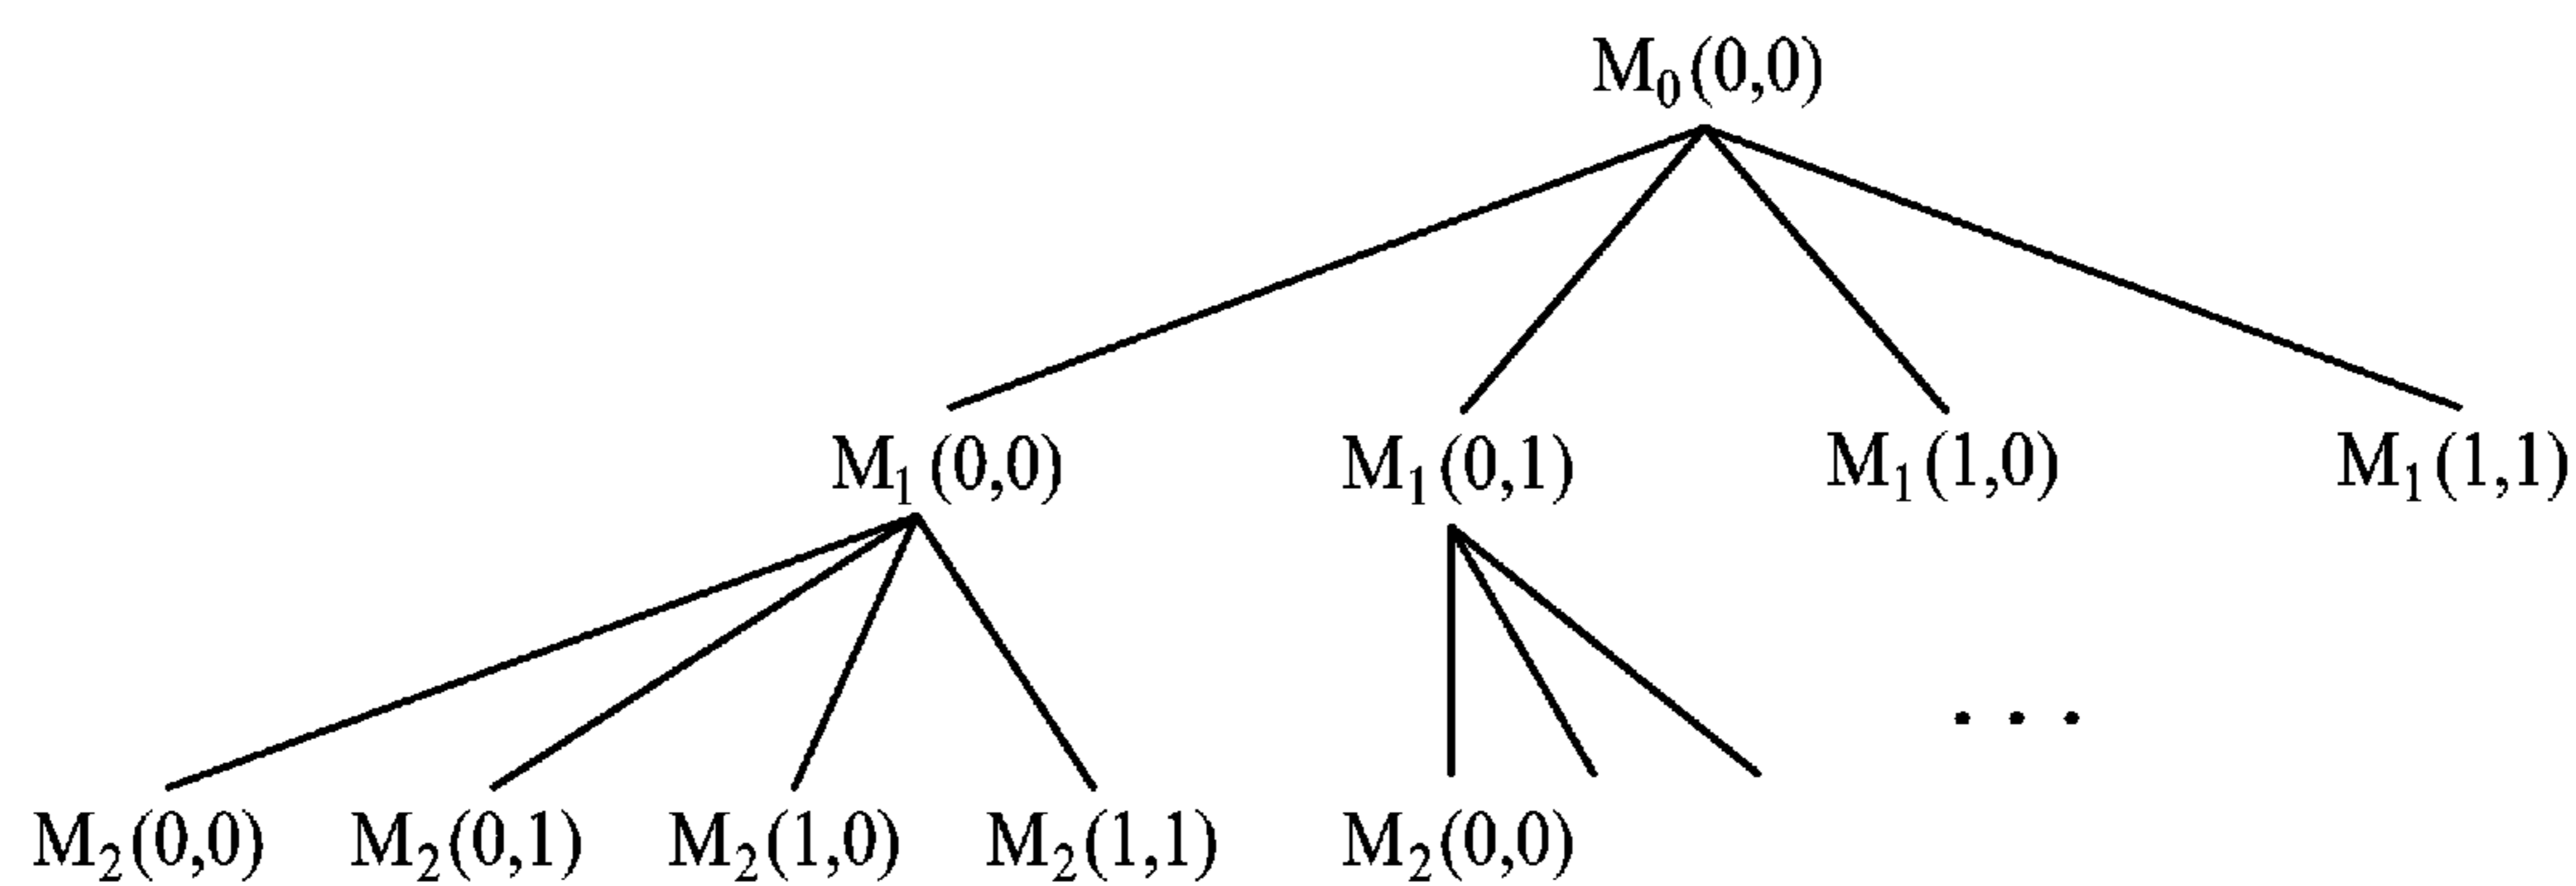 M₀(0,0)
M₁(0,0) M₁(0,1) M₁(1,0) M₁(1,1)
. . .
M₂(0,0) M₂(0,1) M₂(1,0) M₂(1,1) M₂(0,0)